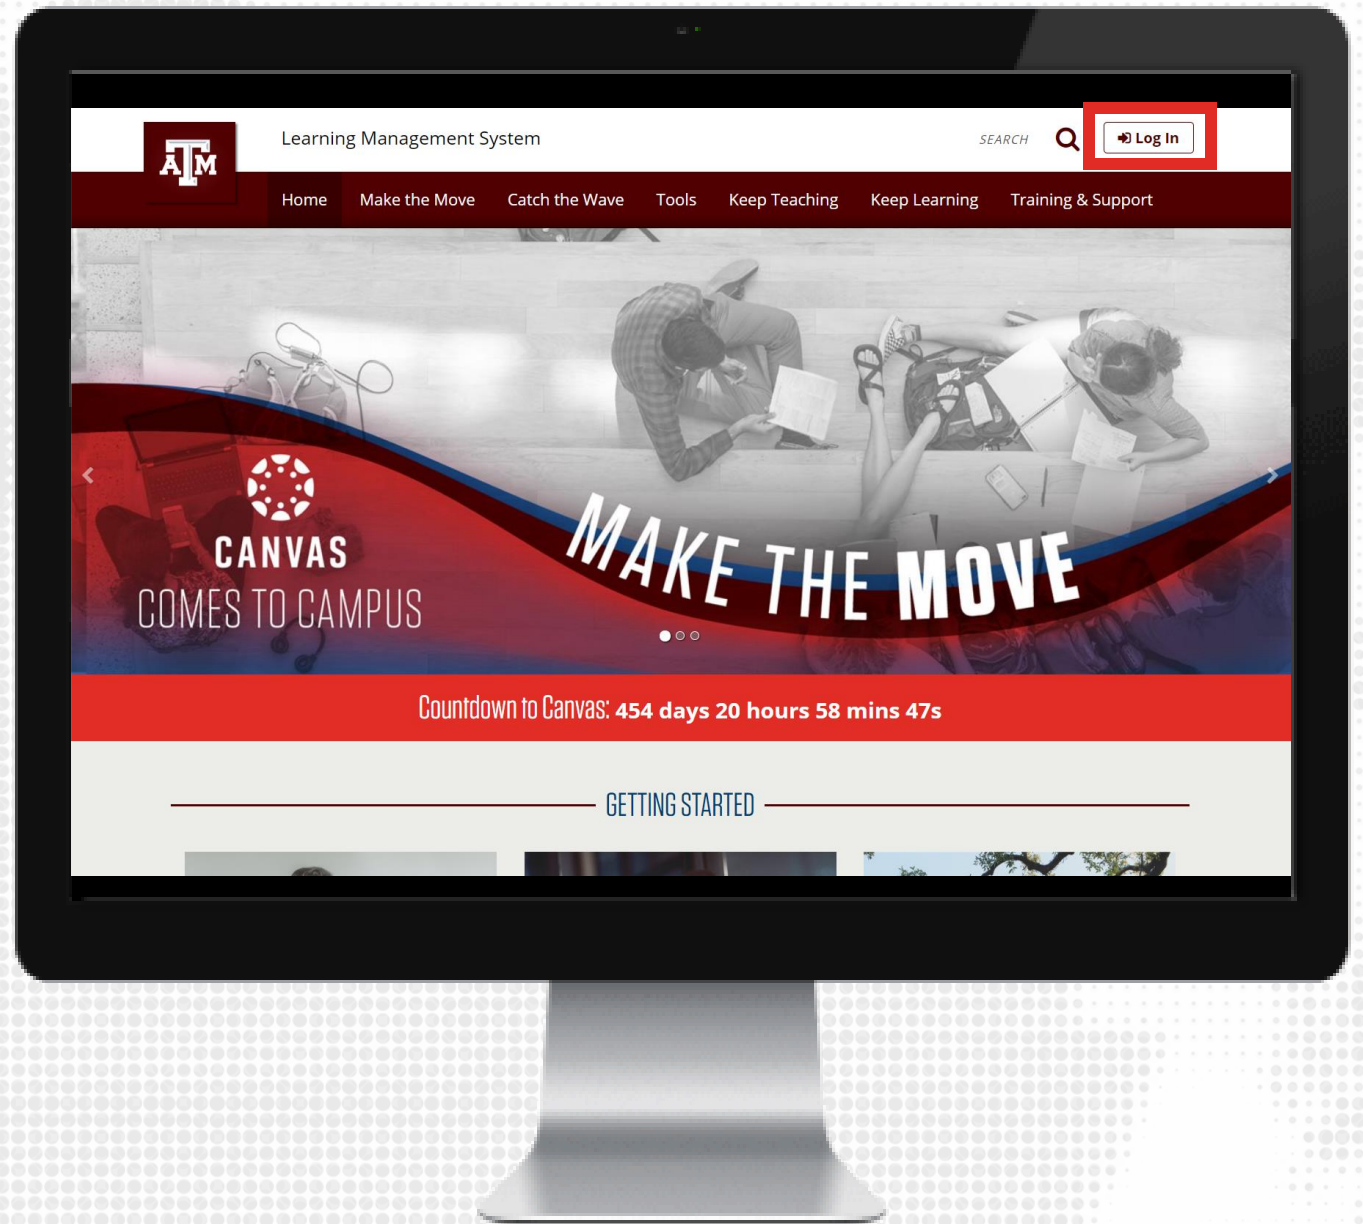 Learning Management System
SEARCH
Log In
ATM
Home Make the Move Catch the Wave Tools Keep Teaching Keep Learning Training & Support
CANVAS
COMES TO CAMPUS
MAKE THE MOVE
Countdown to Canvas: 454 days 20 hours 58 mins 47s
GETTING STARTED